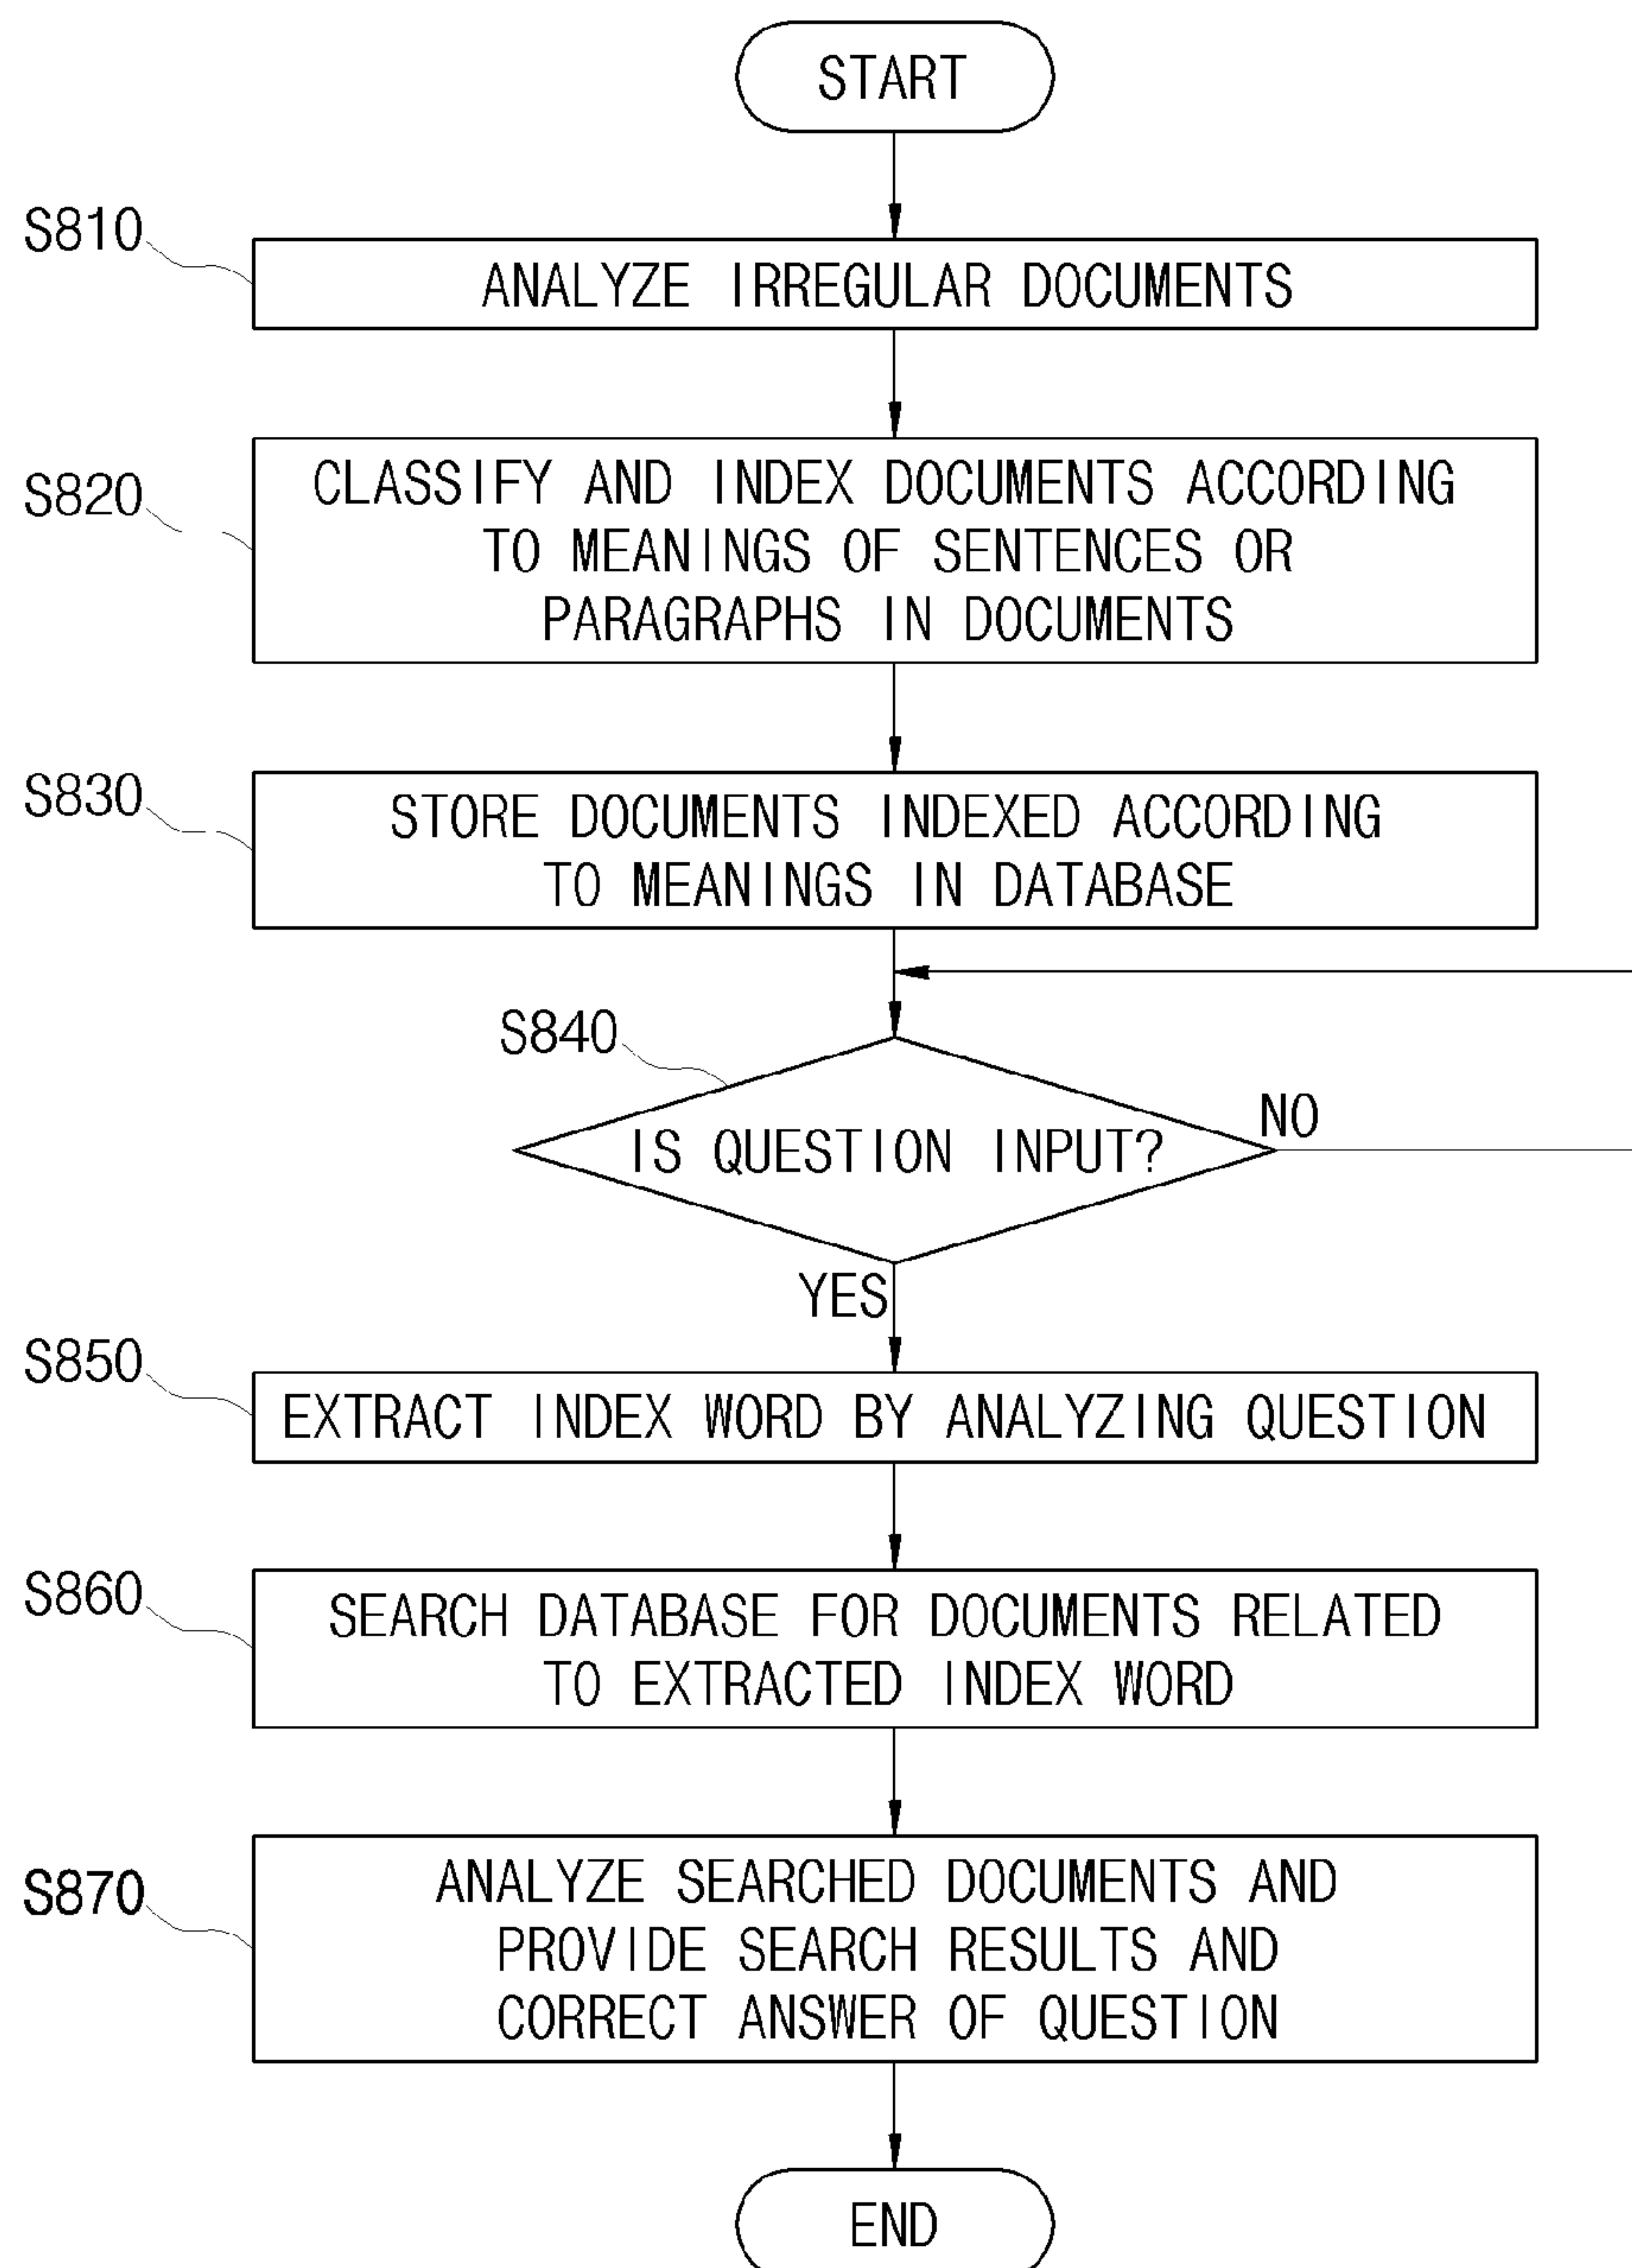 START
S810
ANALYZE IRREGULAR DOCUMENTS
S820
CLASSIFY AND INDEX DOCUMENTS ACCORDING
TO MEANINGS OF SENTENCES OR
PARAGRAPHS IN DOCUMENTS
S830
STORE DOCUMENTS INDEXED ACCORDING
TO MEANINGS IN DATABASE
S840
IS QUESTION INPUT?
NO
YES
S850
EXTRACT INDEX WORD BY ANALYZING QUESTION
S860
SEARCH DATABASE FOR DOCUMENTS RELATED
TO EXTRACTED INDEX WORD
S870
ANALYZE SEARCHED DOCUMENTS AND
PROVIDE SEARCH RESULTS AND
CORRECT ANSWER OF QUESTION
END